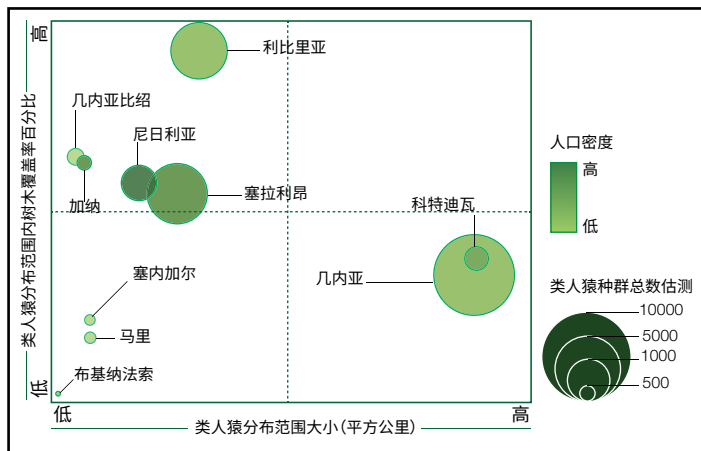 高
类人猿分布范围内树木覆盖率百分比
低
利比里亚
几内亚比绍
尼日利亚
加纳
塞拉利昂
科特迪瓦
几内亚
塞内加尔
马里
布基纳法索
低
类人猿分布范围大小（平方公里）
高
人口密度
高
低
类人猿种群总数估测
10000
5000
1000
500